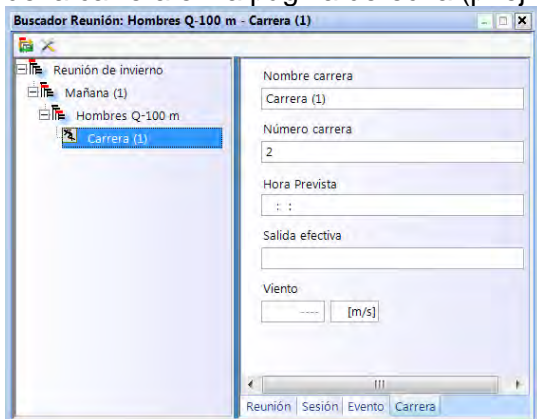 Buscador Reunión: Hombres Q-100 m - Carrera (1)
Reunión de invierno
Mañana (1)
Hombres Q-100 m
Carrera (1)
Nombre carrera
Carrera (1)
Número carrera
2
Hora Prevista
: :
Salida efectiva
Viento
---- [m/s]
Reunión Sesión Evento Carrera